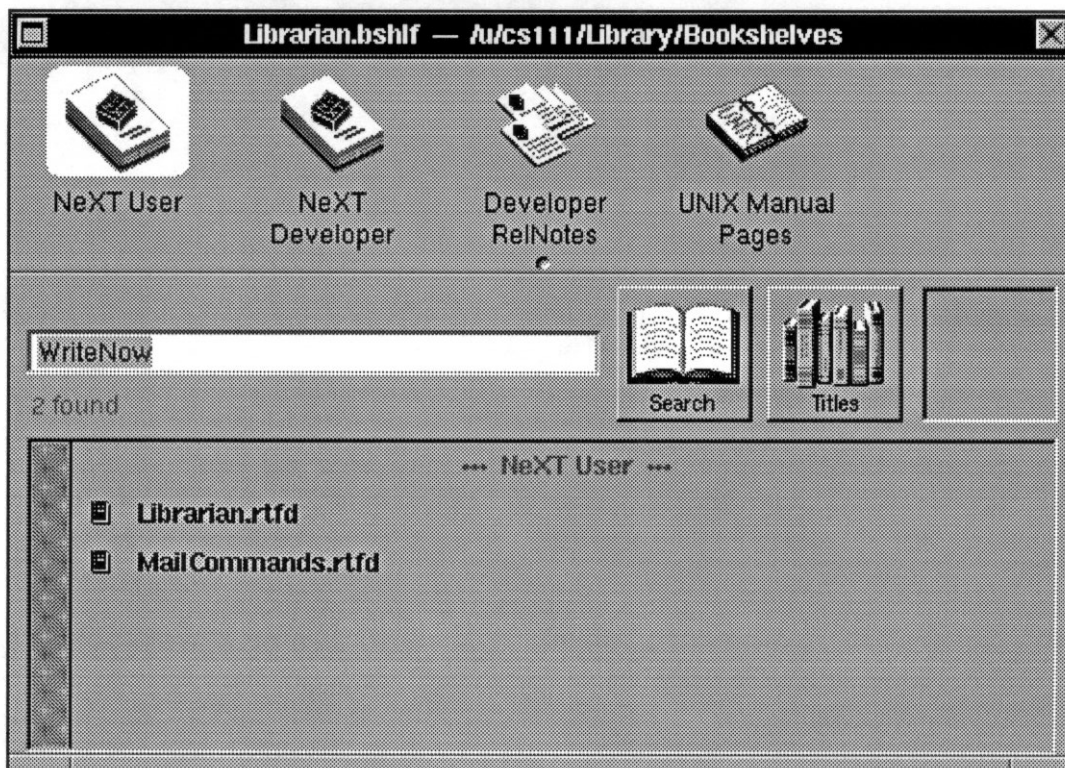 Librarian.bshlf — /u/cs111/Library/Bookshelves
NeXT User
NeXT Developer
Developer RelNotes
UNIX Manual Pages
WriteNow
2 found
Search
Titles
--- NeXT User ---
Librarian.rtfd
MailCommands.rtfd